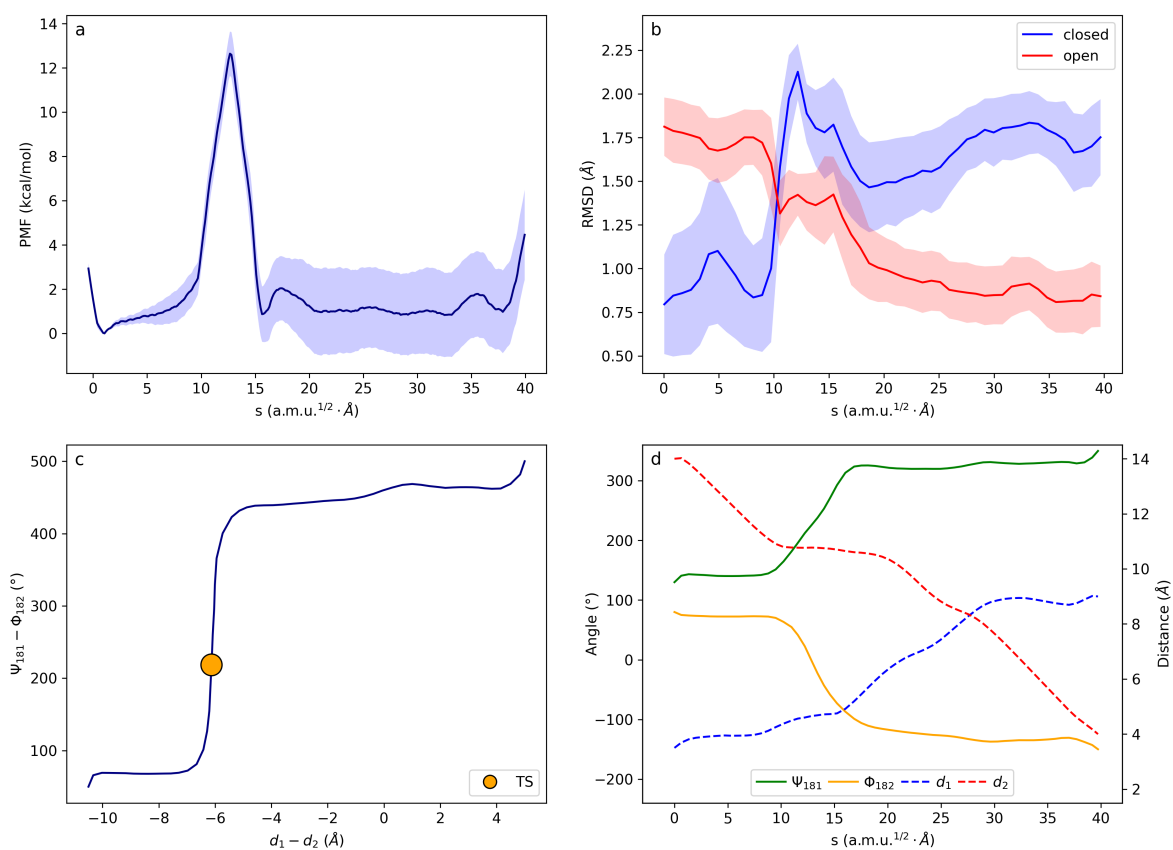 a
PMF (kcal/mol)
14
12
10
8
6
4
2
0
0 5 10 15 20 25 30 35 40
s (a.m.u.^{1/2} · Å)
b
closed
open
RMSD (Å)
2.25
2.00
1.75
1.50
1.25
1.00
0.75
0.50
0 5 10 15 20 25 30 35 40
s (a.m.u.^{1/2} · Å)
c
Ψ₁₈₁ − Φ₁₈₂ (°)
500
400
300
200
100
TS
−10 −8 −6 −4 −2 0 2 4
d₁ − d₂ (Å)
d
Angle (°)
300
200
100
0
−100
−200
14
12
10
8
6
4
2
Distance (Å)
Ψ₁₈₁ Φ₁₈₂ d₁ d₂
0 5 10 15 20 25 30 35 40
s (a.m.u.^{1/2} · Å)